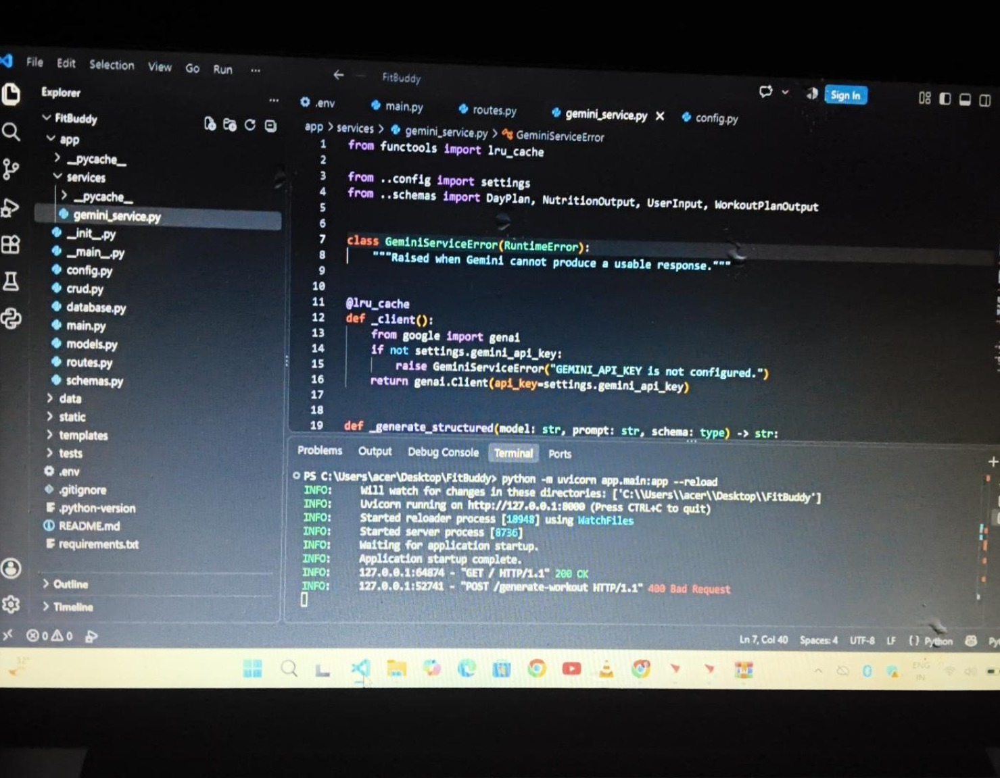 File Edit Selection View Go Run ...
FitBuddy
Sign In
Explorer
FitBuddy
app
__pycache__
services
__pycache__
gemini_service.py
__init__.py
__main__.py
config.py
crud.py
database.py
main.py
models.py
routes.py
schemas.py
data
static
templates
tests
.env
.gitignore
.python-version
README.md
requirements.txt
Outline
Timeline
.env main.py routes.py gemini_service.py config.py
app > services > gemini_service.py > GeminiServiceError
1 from functools import lru_cache
2
3 from ..config import settings
4 from ..schemas import DayPlan, NutritionOutput, UserInput, WorkoutPlanOutput
5
6
7 class GeminiServiceError(RuntimeError):
8 """Raised when Gemini cannot produce a usable response."""
9
10
11 @lru_cache
12 def _client():
13 from google import genai
14 if not settings.gemini_api_key:
15 raise GeminiServiceError("GEMINI_API_KEY is not configured.")
16 return genai.Client(api_key=settings.gemini_api_key)
17
18
19 def _generate_structured(model: str, prompt: str, schema: type) -> str:
Problems Output Debug Console Terminal Ports
PS C:\Users\acer\Desktop\FitBuddy> python -m uvicorn app.main:app --reload
INFO: Will watch for changes in these directories: ['C:\\Users\\acer\\Desktop\\FitBuddy']
INFO: Uvicorn running on http://127.0.0.1:8000 (Press CTRL+C to quit)
INFO: Started reloader process [18948] using WatchFiles
INFO: Started server process [8736]
INFO: Waiting for application startup.
INFO: Application startup complete.
INFO: 127.0.0.1:64874 - "GET / HTTP/1.1" 200 OK
INFO: 127.0.0.1:52741 - "POST /generate-workout HTTP/1.1" 400 Bad Request
0 0
Ln 7, Col 40 Spaces: 4 UTF-8 LF {} Python
ENG
IN